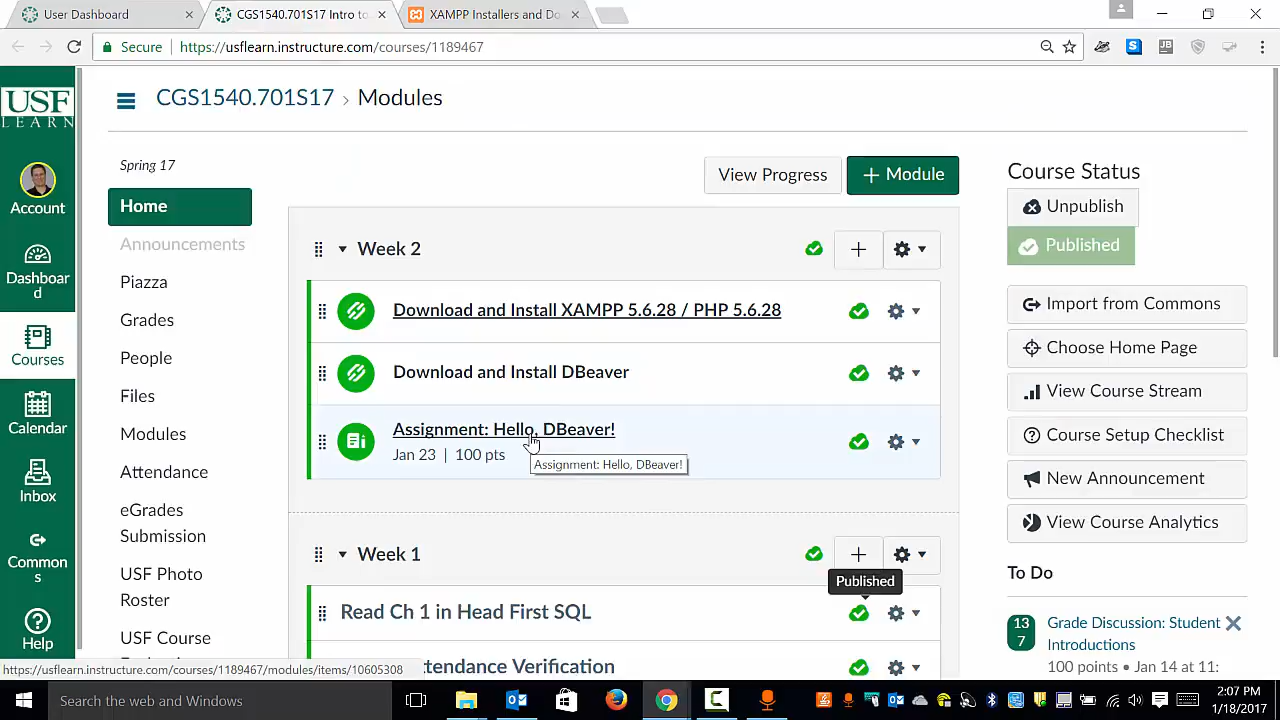 User Dashboard
CGS1540.701S17 Intro to
XAMPP Installers and Do
Secure
https://usflearn.instructure.com/courses/1189467
USF
LEARN
Account
Dashboar
d
Courses
Calendar
Inbox
Common
s
Help
CGS1540.701S17 › Modules
Spring 17
Home
Announcements
Piazza
Grades
People
Files
Modules
Attendance
eGrades
Submission
USF Photo
Roster
USF Course
View Progress
+ Module
Week 2
Download and Install XAMPP 5.6.28 / PHP 5.6.28
Download and Install DBeaver
Assignment: Hello, DBeaver!
Jan 23 | 100 pts
Assignment: Hello, DBeaver!
Week 1
Published
Read Ch 1 in Head First SQL
tendance Verification
Course Status
Unpublish
Published
Import from Commons
Choose Home Page
View Course Stream
Course Setup Checklist
New Announcement
View Course Analytics
To Do
13
7
Grade Discussion: Student
Introductions
100 points • Jan 14 at 11:
https://usflearn.instructure.com/courses/1189467/modules/items/10605308
Search the web and Windows
2:07 PM
1/18/2017